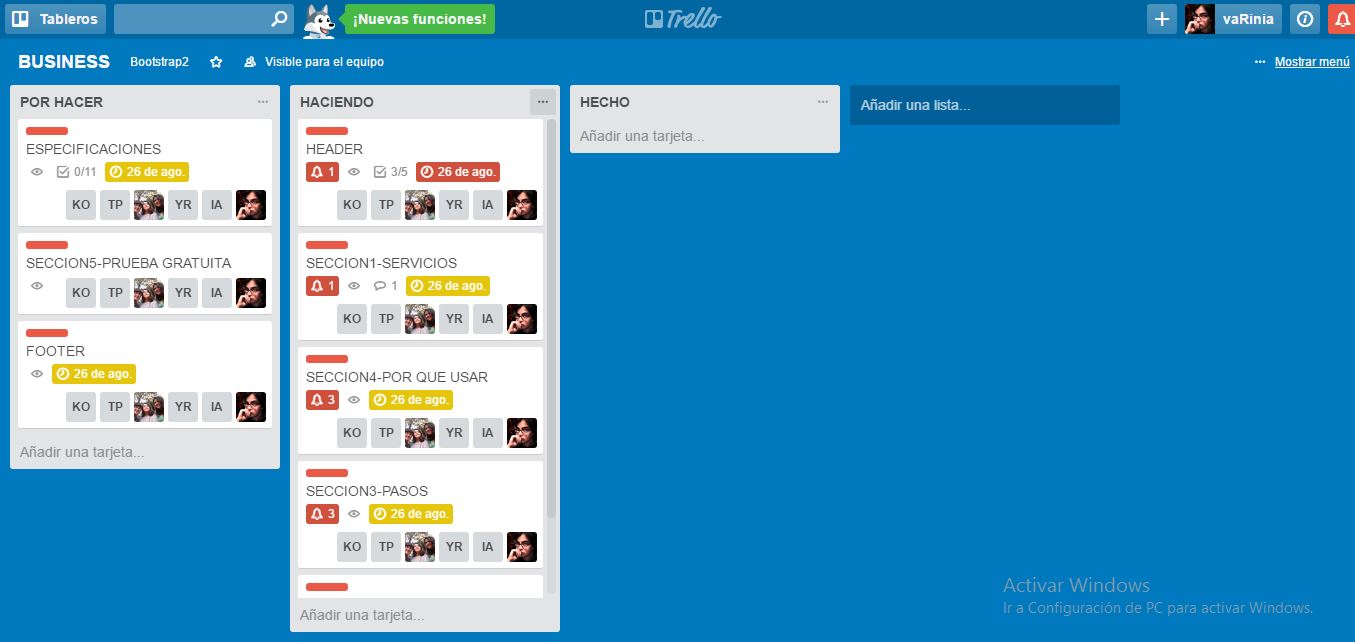 Tableros
¡Nuevas funciones!
Trello
vaRinia
BUSINESS
Bootstrap2
Visible para el equipo
... Mostrar menú
POR HACER ...
ESPECIFICACIONES
0/11 26 de ago.
KO TP YR IA
SECCION5-PRUEBA GRATUITA
KO TP YR IA
FOOTER
26 de ago.
KO TP YR IA
Añadir una tarjeta...
HACIENDO ...
HEADER
1 3/5 26 de ago.
KO TP YR IA
SECCION1-SERVICIOS
1 1 26 de ago.
KO TP YR IA
SECCION4-POR QUE USAR
3 26 de ago.
KO TP YR IA
SECCION3-PASOS
3 26 de ago.
KO TP YR IA
Añadir una tarjeta...
HECHO ...
Añadir una tarjeta...
Añadir una lista...
Activar Windows
Ir a Configuración de PC para activar Windows.